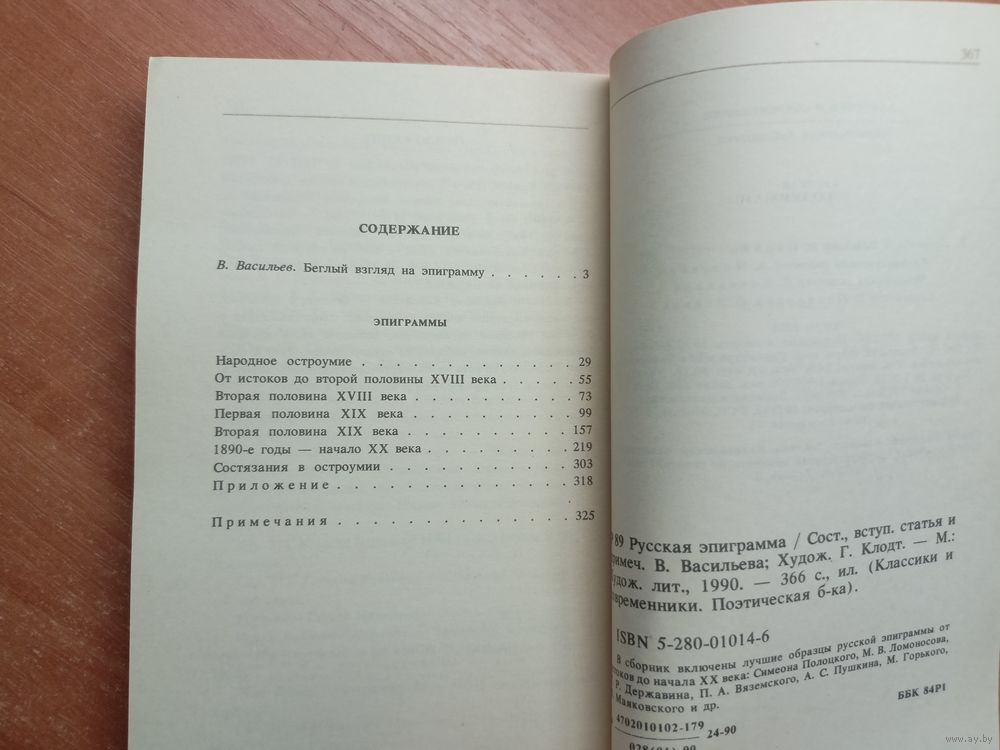 СОДЕРЖАНИЕ
В. Васильев. Беглый взгляд на эпиграмму . . . . . . 3
ЭПИГРАММЫ
Народное остроумие . . . . . . . . . . . . . 29
От истоков до второй половины XVIII века . . . . . 55
Вторая половина XVIII века . . . . . . . . . . 73
Первая половина XIX века . . . . . . . . . . 99
Вторая половина XIX века . . . . . . . . . . 157
1890-е годы — начало XX века . . . . . . . . . 219
Состязания в остроумии . . . . . . . . . . . 303
Приложение . . . . . . . . . . . . . . 318
Примечания . . . . . . . . . . . . . . 325
367
89 Русская эпиграмма / Сост., вступ. статья и
примеч. В. Васильева; Худож. Г. Клодт. — М.:
Худож. лит., 1990. — 366 с., ил. (Классики и
современники. Поэтическая б-ка).
ISBN 5-280-01014-6
В сборник включены лучшие образцы русской эпиграммы от
истоков до начала XX века: Симеона Полоцкого, М. В. Ломоносова,
Р. Державина, П. А. Вяземского, А. С. Пушкина, М. Горького,
Маяковского и др.
ББК 84Р1
4702010102-179
24-90
www.ay.by